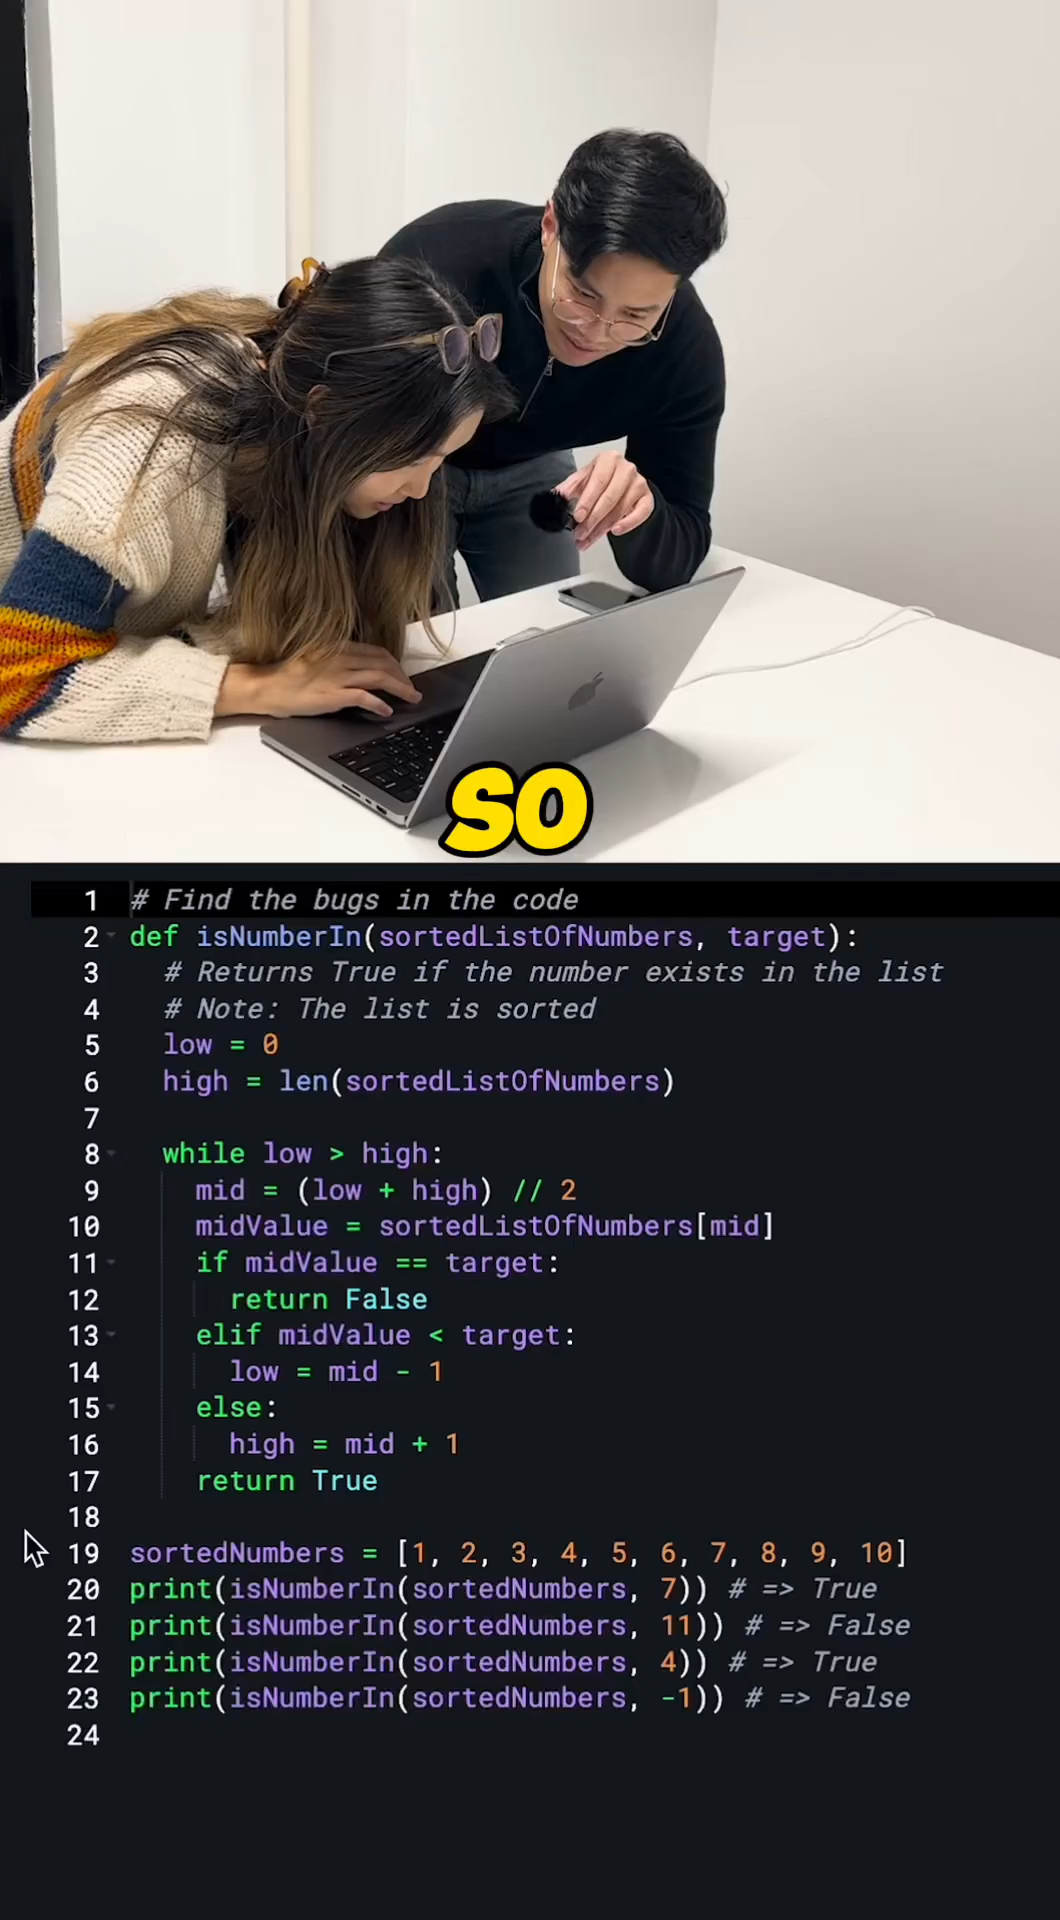 SO
1 # Find the bugs in the code
2 def isNumberIn(sortedListOfNumbers, target):
3   # Returns True if the number exists in the list
4   # Note: The list is sorted
5   low = 0
6   high = len(sortedListOfNumbers)
7
8   while low > high:
9     mid = (low + high) // 2
10     midValue = sortedListOfNumbers[mid]
11     if midValue == target:
12       return False
13     elif midValue < target:
14       low = mid - 1
15     else:
16       high = mid + 1
17     return True
18
19 sortedNumbers = [1, 2, 3, 4, 5, 6, 7, 8, 9, 10]
20 print(isNumberIn(sortedNumbers, 7)) # => True
21 print(isNumberIn(sortedNumbers, 11)) # => False
22 print(isNumberIn(sortedNumbers, 4)) # => True
23 print(isNumberIn(sortedNumbers, -1)) # => False
24